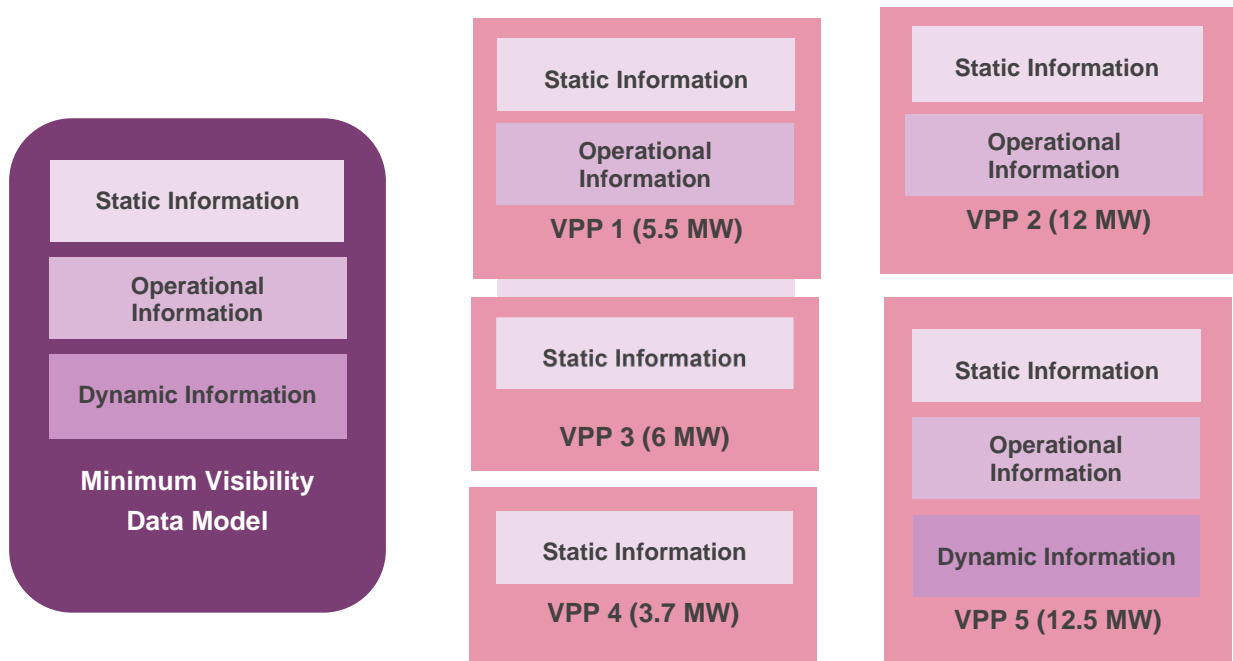 Static Information
Operational
Information
Dynamic Information
Minimum Visibility
Data Model
Static Information
Operational
Information
VPP 1 (5.5 MW)
Static Information
VPP 3 (6 MW)
Static Information
VPP 4 (3.7 MW)
Static Information
Operational
Information
VPP 2 (12 MW)
Static Information
Operational
Information
Dynamic Information
VPP 5 (12.5 MW)